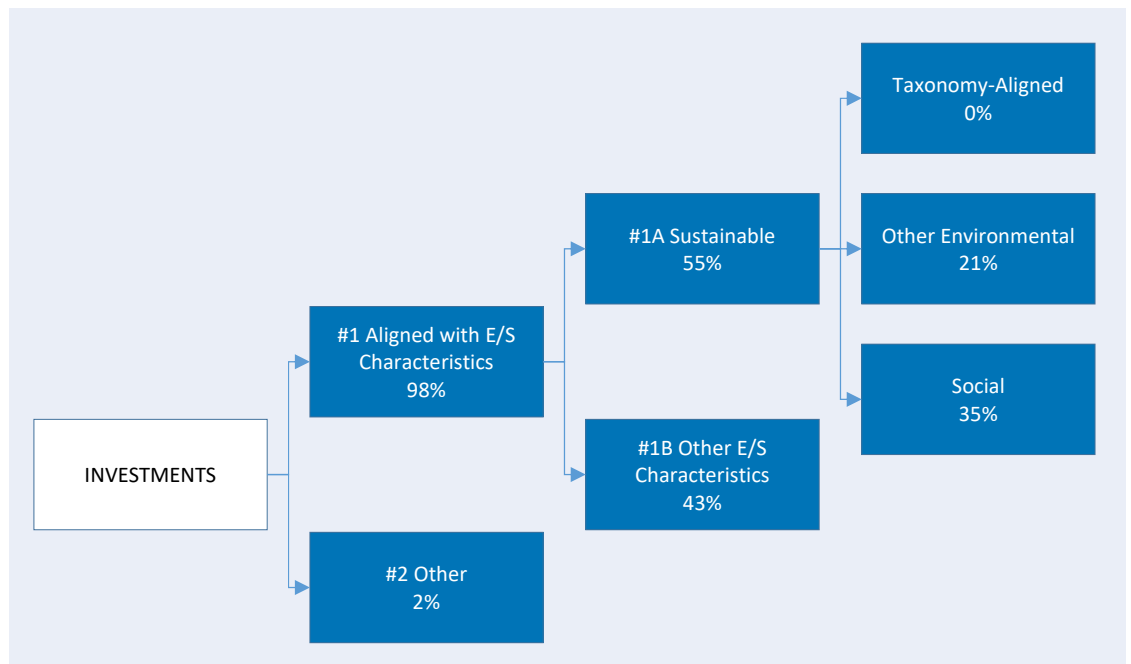 INVESTMENTS
#1 Aligned with E/S
Characteristics
98%
#2 Other
2%
#1A Sustainable
55%
#1B Other E/S
Characteristics
43%
Taxonomy-Aligned
0%
Other Environmental
21%
Social
35%